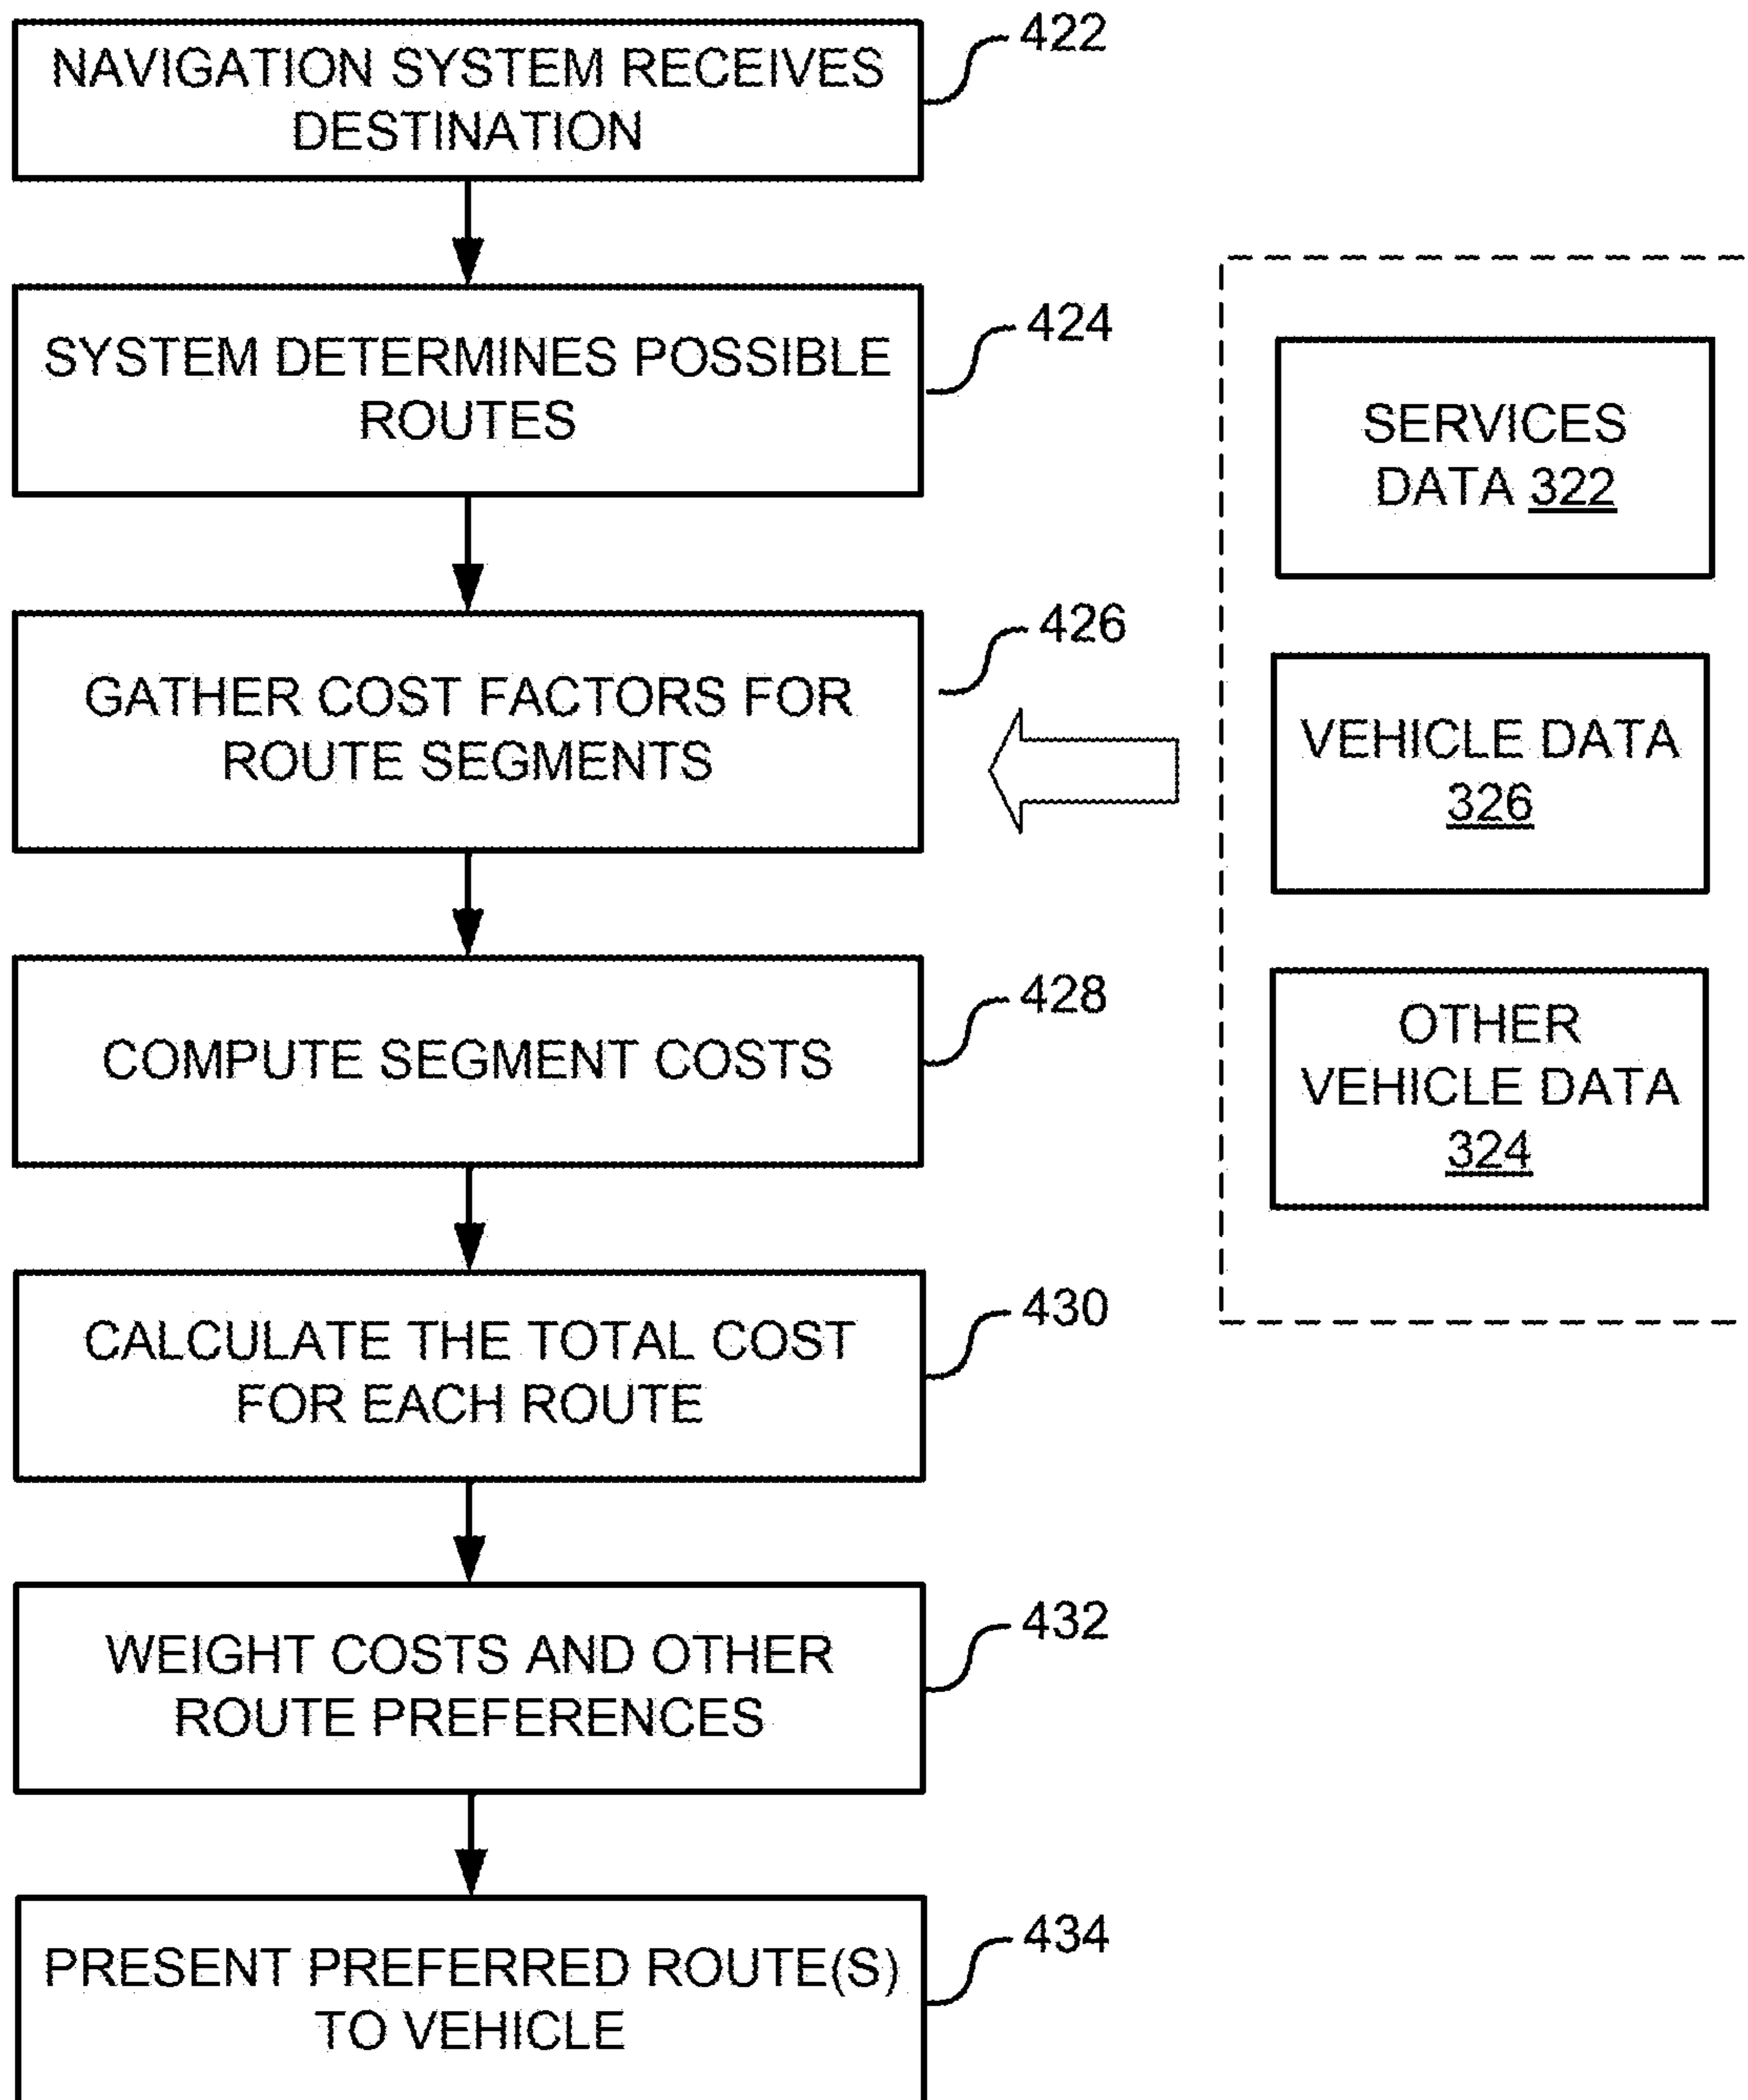 NAVIGATION SYSTEM RECEIVES
DESTINATION
422
SYSTEM DETERMINES POSSIBLE
ROUTES
424
GATHER COST FACTORS FOR
ROUTE SEGMENTS
426
SERVICES
DATA 322
VEHICLE DATA
326
OTHER
VEHICLE DATA
324
COMPUTE SEGMENT COSTS
428
CALCULATE THE TOTAL COST
FOR EACH ROUTE
430
WEIGHT COSTS AND OTHER
ROUTE PREFERENCES
432
PRESENT PREFERRED ROUTE(S)
TO VEHICLE
434